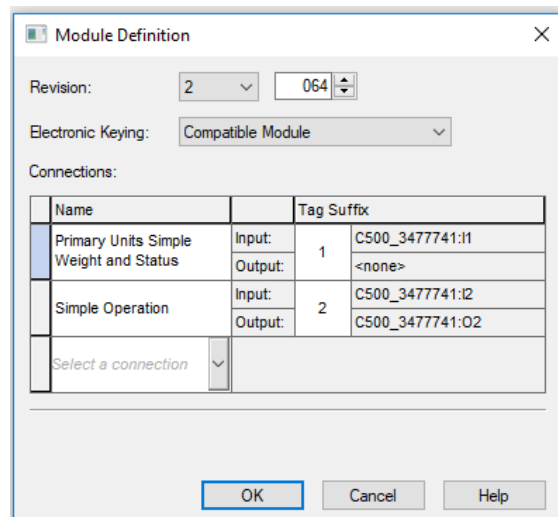 Module Definition
Revision: 2 064
Electronic Keying: Compatible Module
Connections:
Name Tag Suffix
Primary Units Simple Weight and Status
Input: 1 C500_3477741:I1
Output: <none>
Simple Operation
Input: 2 C500_3477741:I2
Output: C500_3477741:O2
Select a connection
OK Cancel Help